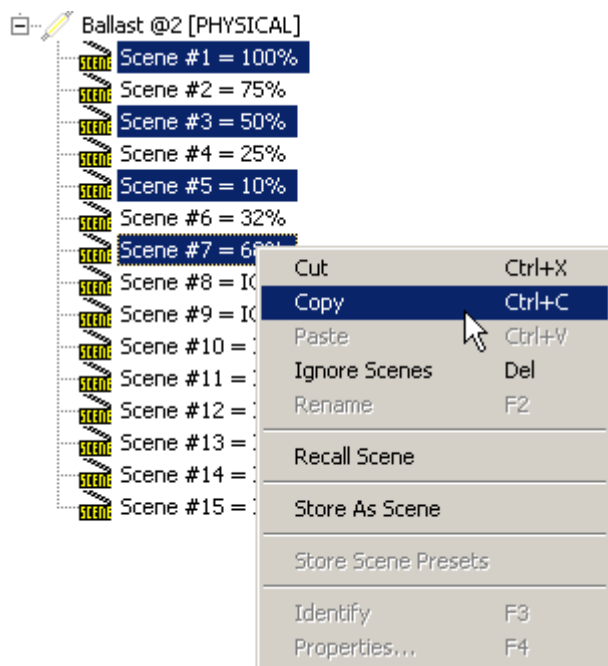 Ballast @2 [PHYSICAL]
Scene #1 = 100%
Scene #2 = 75%
Scene #3 = 50%
Scene #4 = 25%
Scene #5 = 10%
Scene #6 = 32%
Scene #7 =
Scene #8 =
Scene #9 =
Scene #10 =
Scene #11 =
Scene #12 =
Scene #13 =
Scene #14 =
Scene #15 =
Cut Ctrl+X
Copy Ctrl+C
Paste Ctrl+V
Ignore Scenes Del
Rename F2
Recall Scene
Store As Scene
Store Scene Presets
Identify F3
Properties... F4